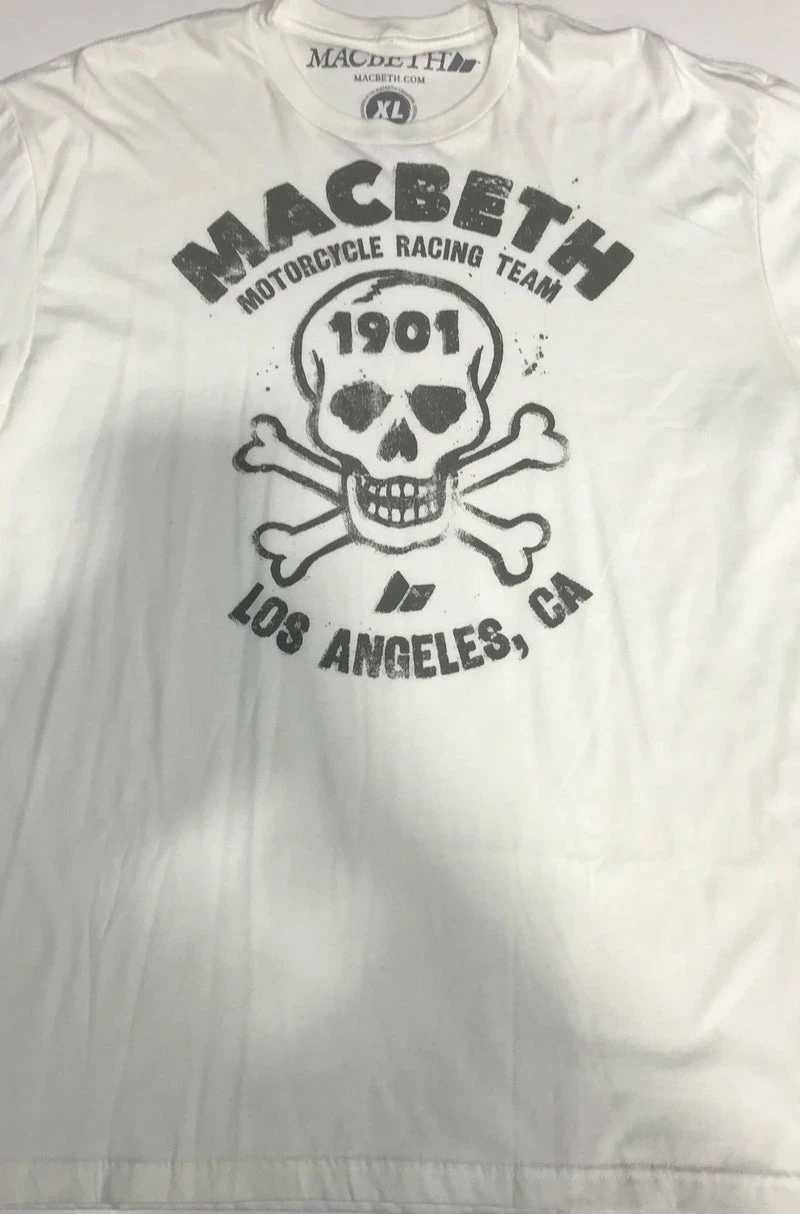 MACBETH
MACBETH.COM
XL
MACBETH
MOTORCYCLE RACING TEAM
1901
LOS ANGELES, CA